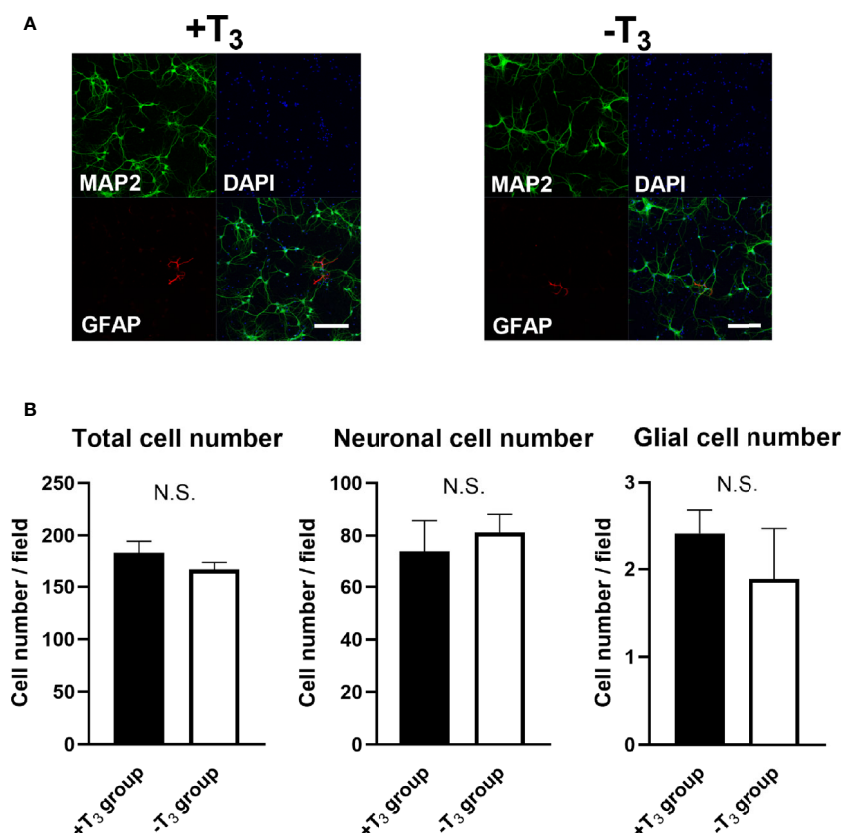 A
+T3
-T3
MAP2
DAPI
GFAP
MAP2
DAPI
GFAP
B
Total cell number
Neuronal cell number
Glial cell number
Cell number / field
250
200
150
100
50
0
N.S.
+T3 group
-T3 group
Cell number / field
100
80
60
40
20
0
N.S.
+T3 group
-T3 group
Cell number / field
3
2
1
0
N.S.
+T3 group
-T3 group